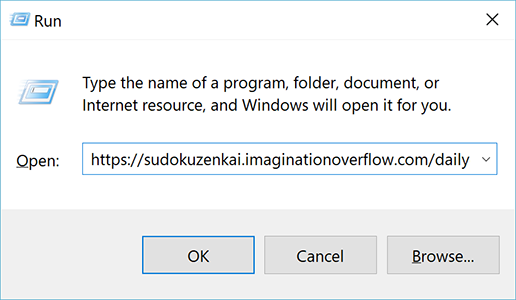 Run
Type the name of a program, folder, document, or
Internet resource, and Windows will open it for you.
Open:
https://sudokuzenkai.imaginationoverflow.com/daily
OK
Cancel
Browse...